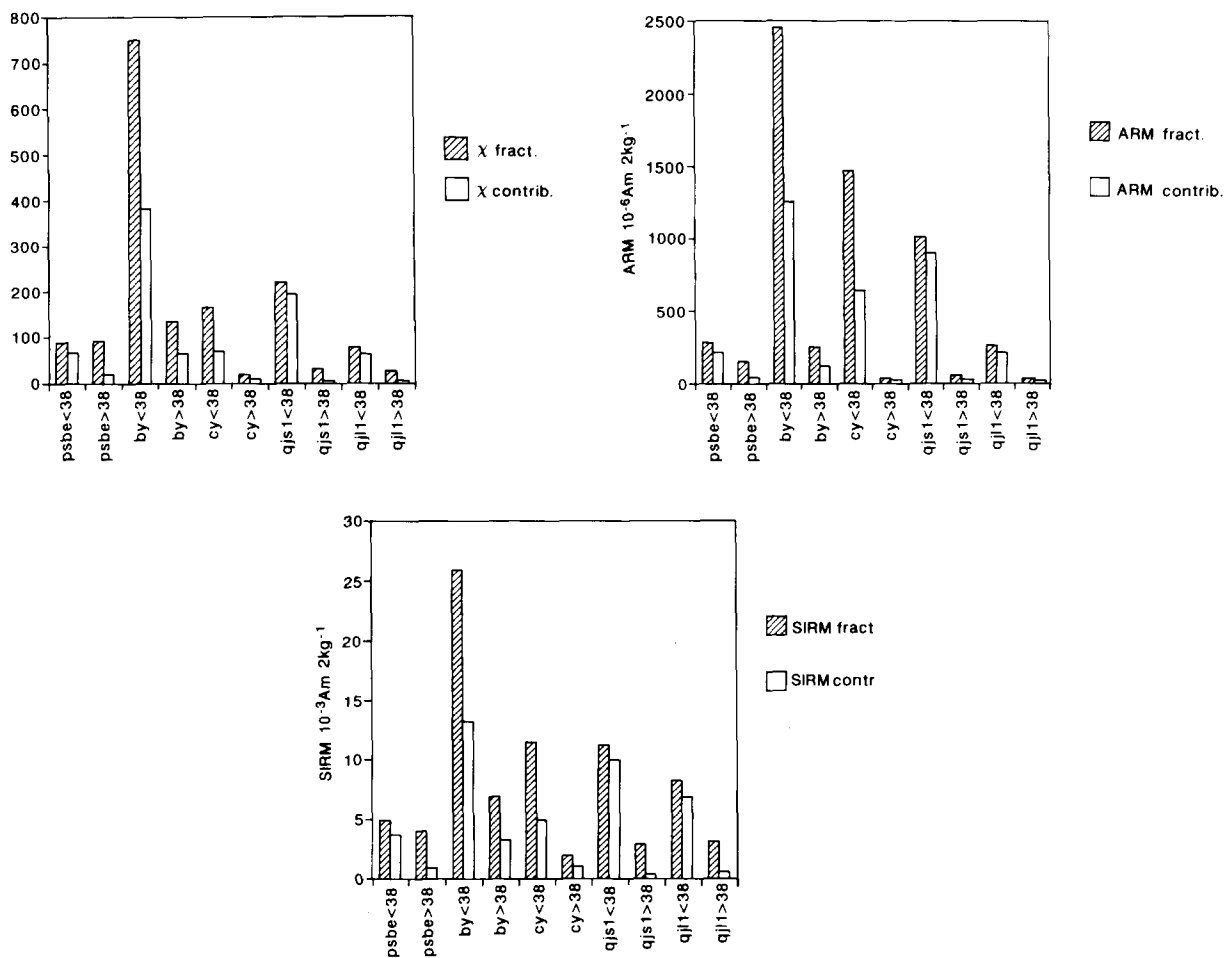 800
700
600
500
400
300
200
100
0
psbe<38
psbe>38
by<38
by>38
cy<38
cy>38
qjs1<38
qjs1>38
qjl1<38
qjl1>38
χ fract.
χ contrib.
ARM 10-6Am 2kg-1
2500
2000
1500
1000
500
0
psbe<38
psbe>38
by<38
by>38
cy<38
cy>38
qjs1<38
qjs1>38
qjl1<38
qjl1>38
ARM fract.
ARM contrib.
SIRM 10-3Am 2kg-1
30
25
20
15
10
5
0
psbe<38
psbe>38
by<38
by>38
cy<38
cy>38
qjs1<38
qjs1>38
qjl1<38
qjl1>38
SIRM fract
SIRM contr